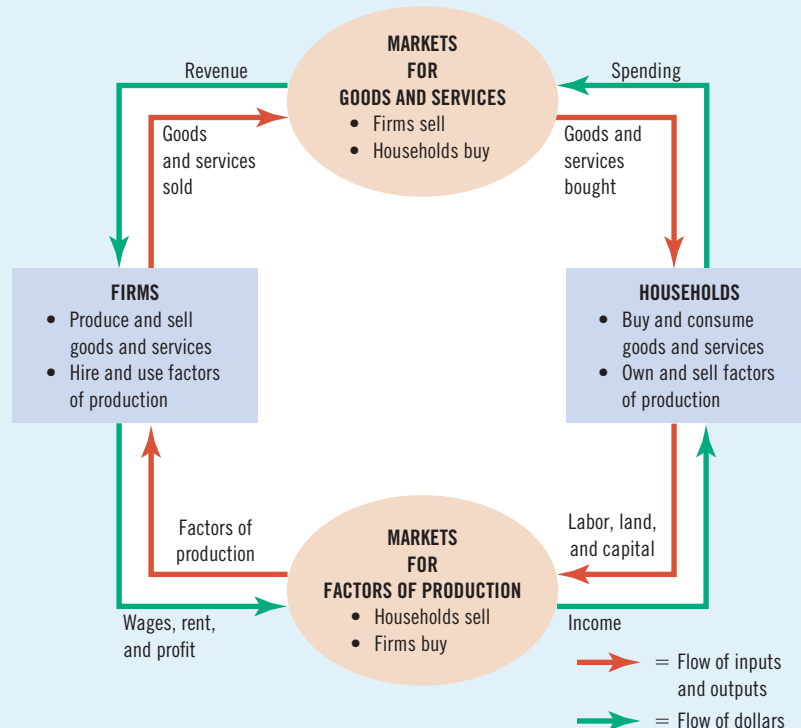 MARKETS
FOR
GOODS AND SERVICES
• Firms sell
• Households buy
Revenue
Spending
Goods
and services
sold
Goods and
services
bought
FIRMS
• Produce and sell
goods and services
• Hire and use factors
of production
HOUSEHOLDS
• Buy and consume
goods and services
• Own and sell factors
of production
Factors of
production
Labor, land,
and capital
MARKETS
FOR
FACTORS OF PRODUCTION
• Households sell
• Firms buy
Wages, rent,
and profit
Income
= Flow of inputs
and outputs
= Flow of dollars